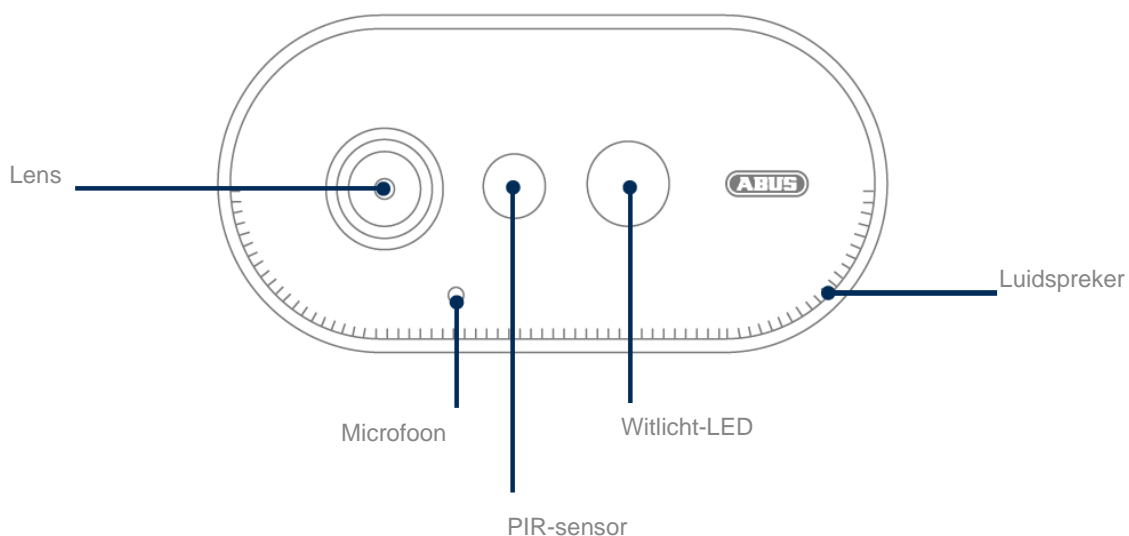 Lens
ABUS
Luidspreker
Microfoon
Witlicht-LED
PIR-sensor